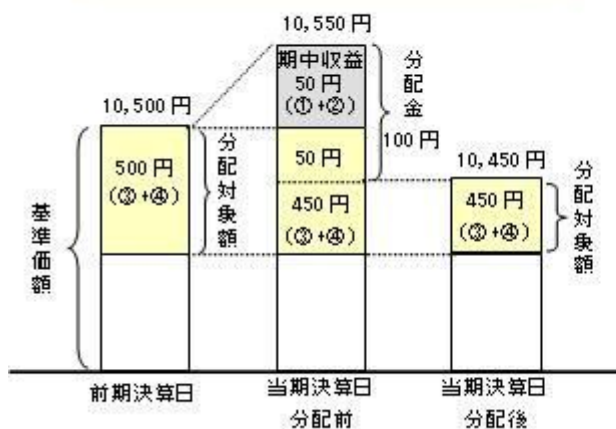 10,550円
期中収益
50円
(①+②)
分配金
100円
10,500円
500円
(③+④)
分配対象額
50円
450円
(③+④)
10,450円
450円
(③+④)
分配対象額
基準価額
前期決算日
当期決算日
分配前
当期決算日
分配後